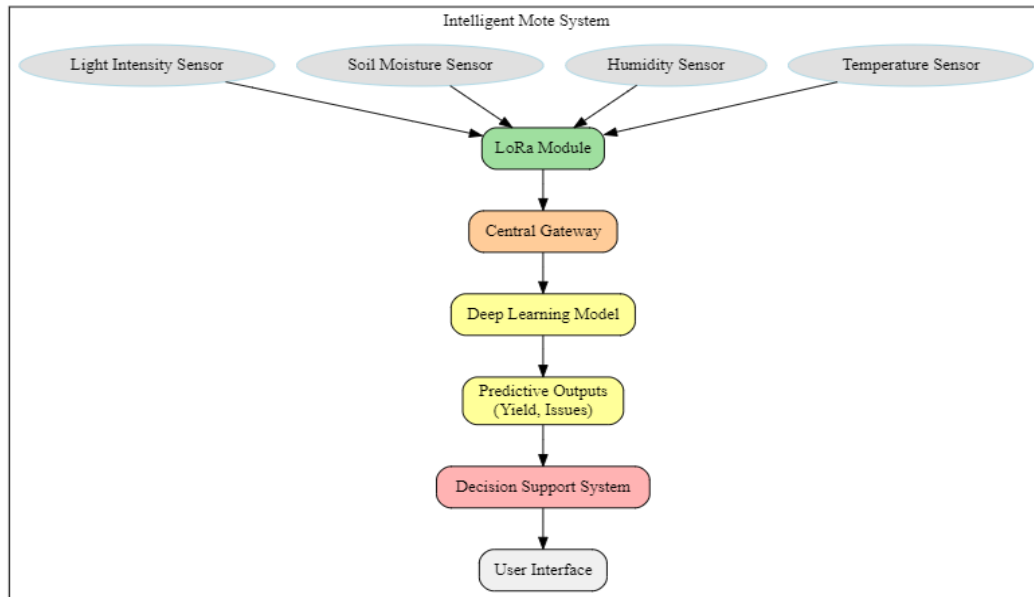 Intelligent Mote System
Light Intensity Sensor
Soil Moisture Sensor
Humidity Sensor
Temperature Sensor
LoRa Module
Central Gateway
Deep Learning Model
Predictive Outputs
(Yield, Issues)
Decision Support System
User Interface